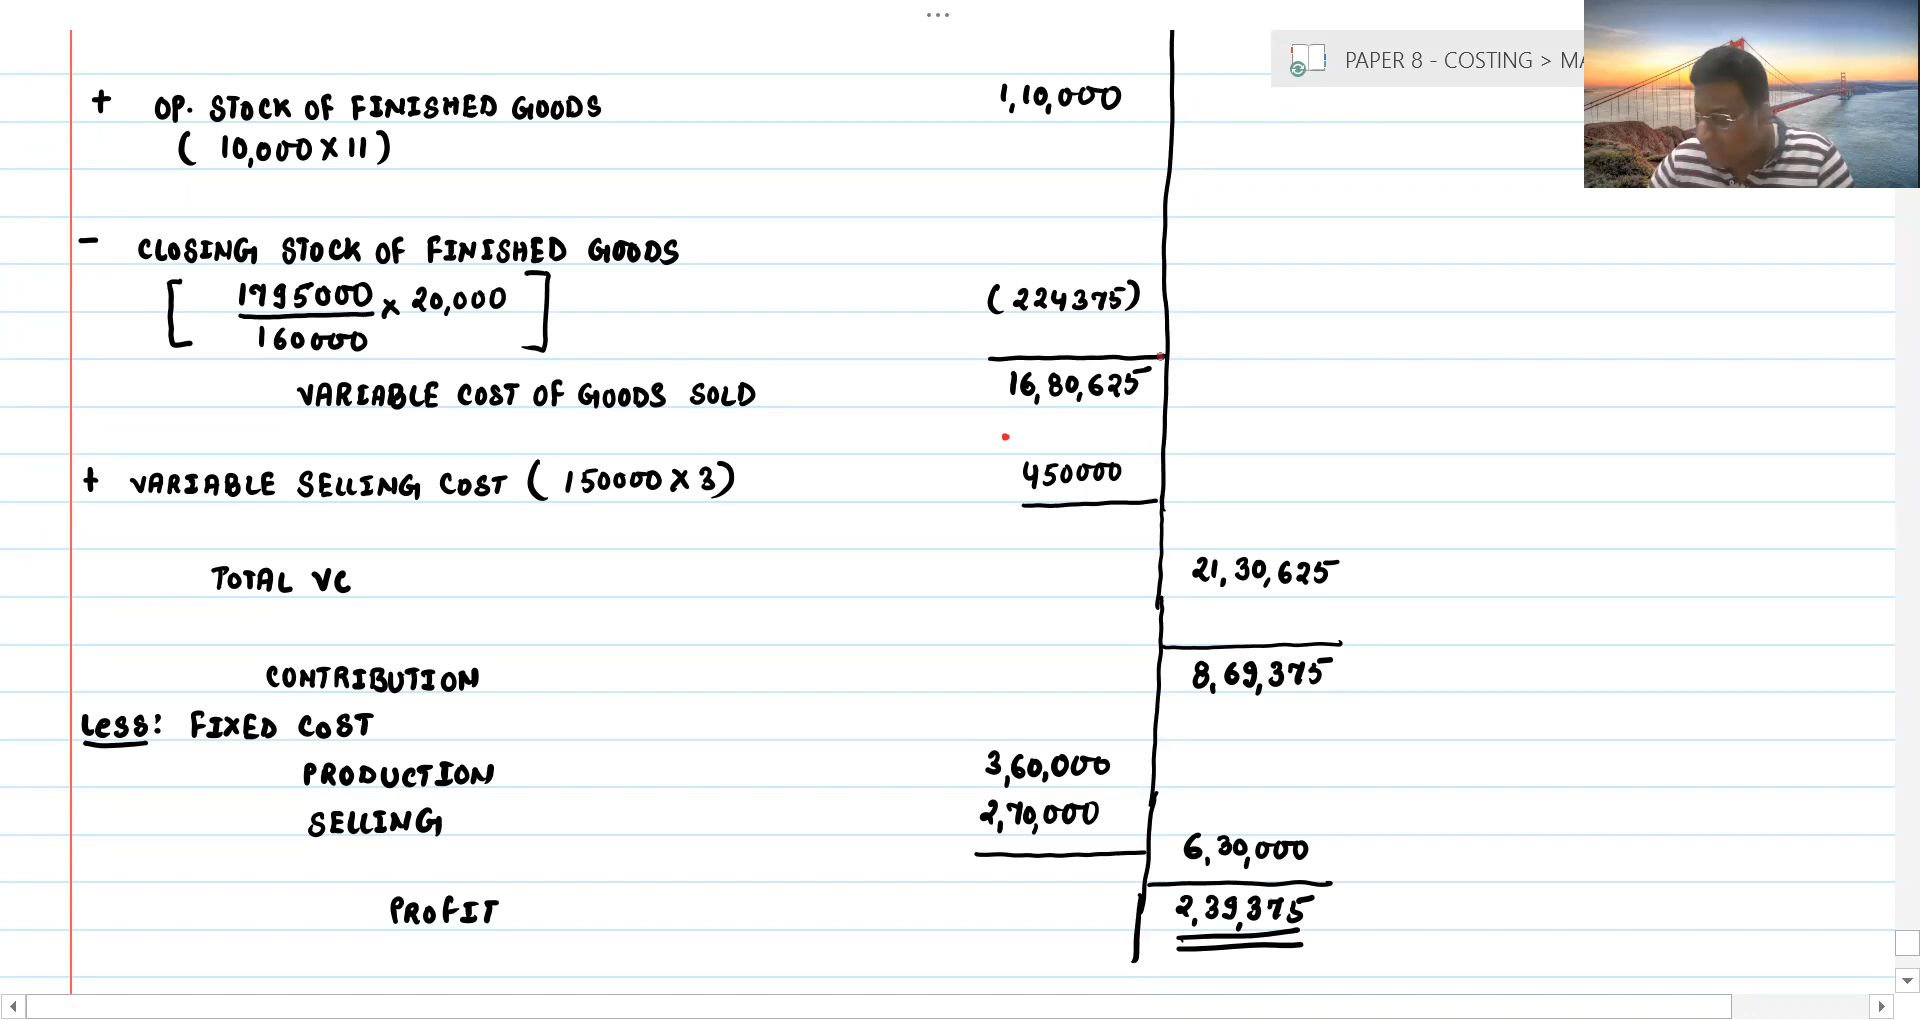 PAPER 8 - COSTING > MA
+ OP. STOCK OF FINISHED GOODS 1,10,000
( 10,000 X 11 )
- CLOSING STOCK OF FINISHED GOODS
[ 1795000 / 160000 x 20,000 ] (224375)
VARIABLE COST OF GOODS SOLD 16,80,625
+ VARIABLE SELLING COST ( 150000 X 3 ) 450000
TOTAL VC 21,30,625
CONTRIBUTION 8,69,375
Less: FIXED COST
PRODUCTION 3,60,000
SELLING 2,70,000
6,30,000
PROFIT 2,39,375